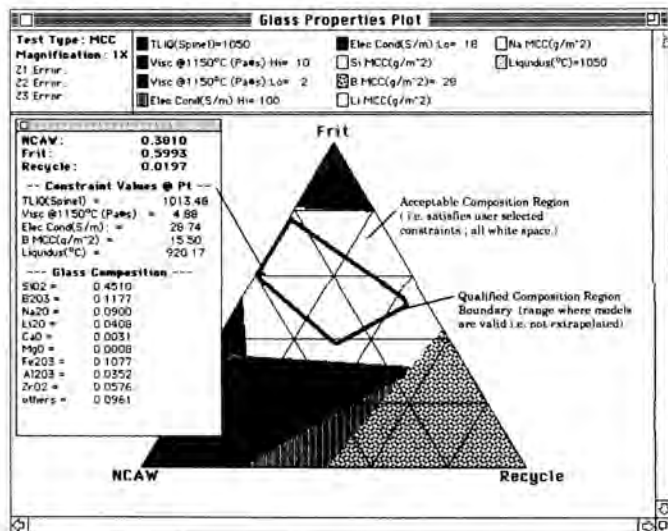 Glass Properties Plot
Test Type: MCC
Magnification: 1X
Z1 Error:
Z2 Error:
Z3 Error:
TLIQ(Spinel)=1050
Visc @1150°C (Pa•s) Hi= 10
Visc @1150°C (Pa•s) Lo= 2
Elec Cond(S/m) Hi= 100
Elec Cond(S/m) Lo= 18
Si MCC(g/m^2)
B MCC(g/m^2)= 28
Li MCC(g/m^2)
Na MCC(g/m^2)
Liquidus(°C)=1050
NCAW: 0.3810
Frit: 0.5993
Recycle: 0.0197
-- Constraint Values @ Pt --
TLIQ(Spinel) = 1013.48
Visc @1150°C (Pa•s) = 4.88
Elec Cond(S/m) = 28.74
B MCC(g/m^2) = 15.50
Liquidus(°C) = 920.17
--- Glass Composition ---
SiO2 = 0.4510
B2O3 = 0.1177
Na2O = 0.0900
Li2O = 0.0408
CaO = 0.0031
MgO = 0.0008
Fe2O3 = 0.1077
Al2O3 = 0.0352
ZrO2 = 0.0576
others = 0.0961
Frit
Acceptable Composition Region
( i.e. satisfies user selected
constraints ; all white space.)
Qualified Composition Region
Boundary (range where models
are valid i.e. not extrapolated)
NCAW
Recycle